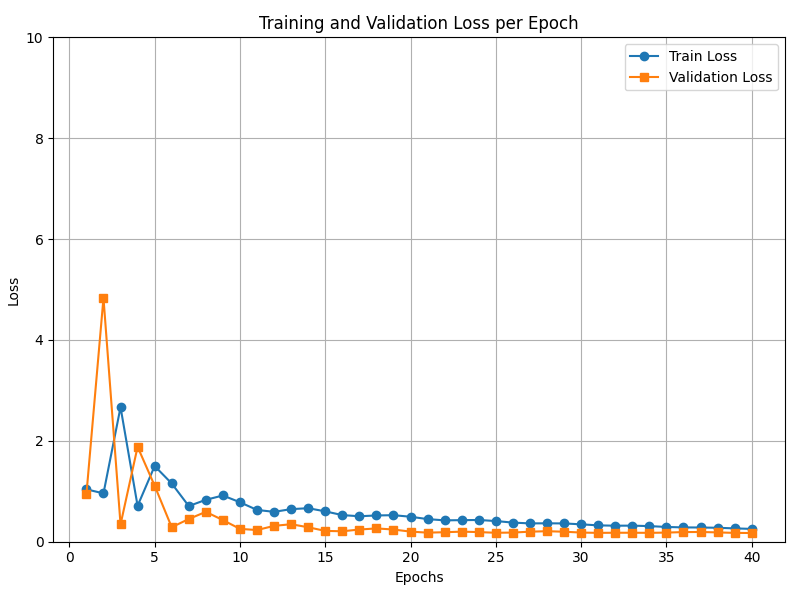 Training and Validation Loss per Epoch
Train Loss
Validation Loss
Loss
10
8
6
4
2
0
0 5 10 15 20 25 30 35 40
Epochs